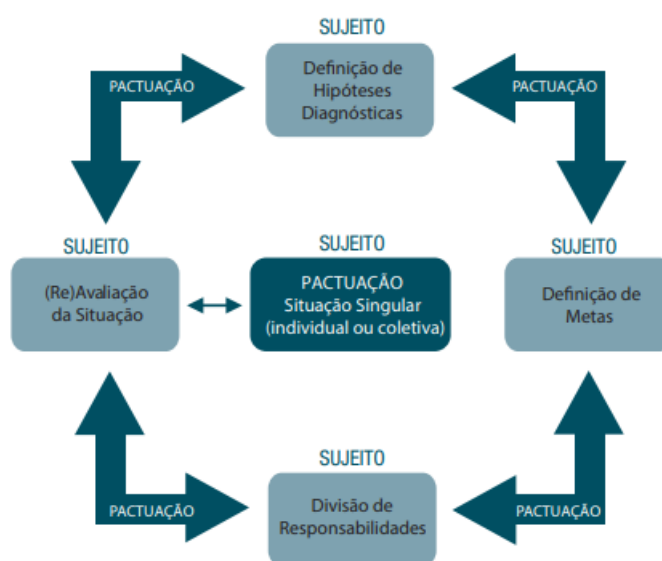 SUJEITO
Definição de
Hipóteses
Diagnósticas
PACTUAÇÃO
PACTUAÇÃO
SUJEITO
(Re)Avaliação
da Situação
SUJEITO
PACTUAÇÃO
Situação Singular
(individual ou coletiva)
SUJEITO
Definição de
Metas
SUJEITO
Divisão de
Responsabilidades
PACTUAÇÃO
PACTUAÇÃO